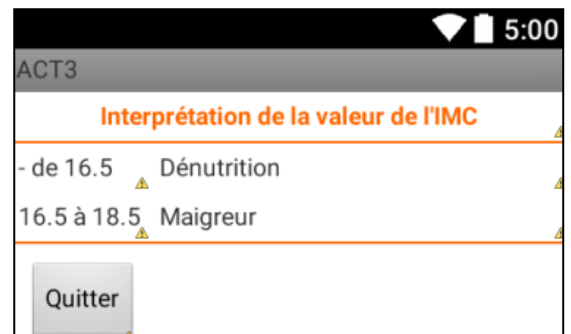 5:00
ACT3
Interprétation de la valeur de l'IMC
- de 16.5 Dénutrition
16.5 à 18.5 Maigreur
Quitter